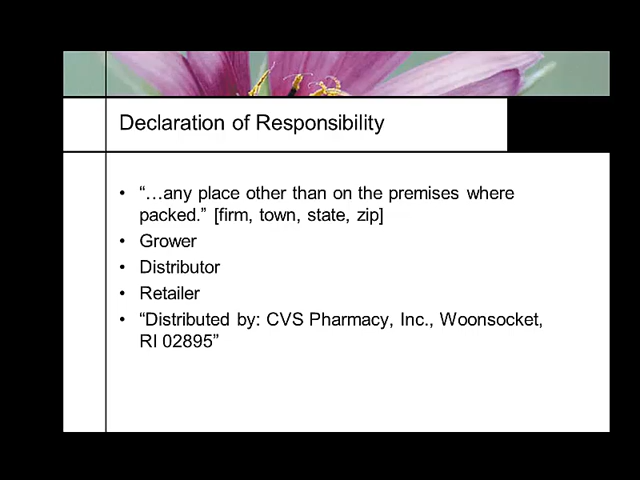 Declaration of Responsibility
• “…any place other than on the premises where
packed.” [firm, town, state, zip]
• Grower
• Distributor
• Retailer
• “Distributed by: CVS Pharmacy, Inc., Woonsocket,
RI 02895”